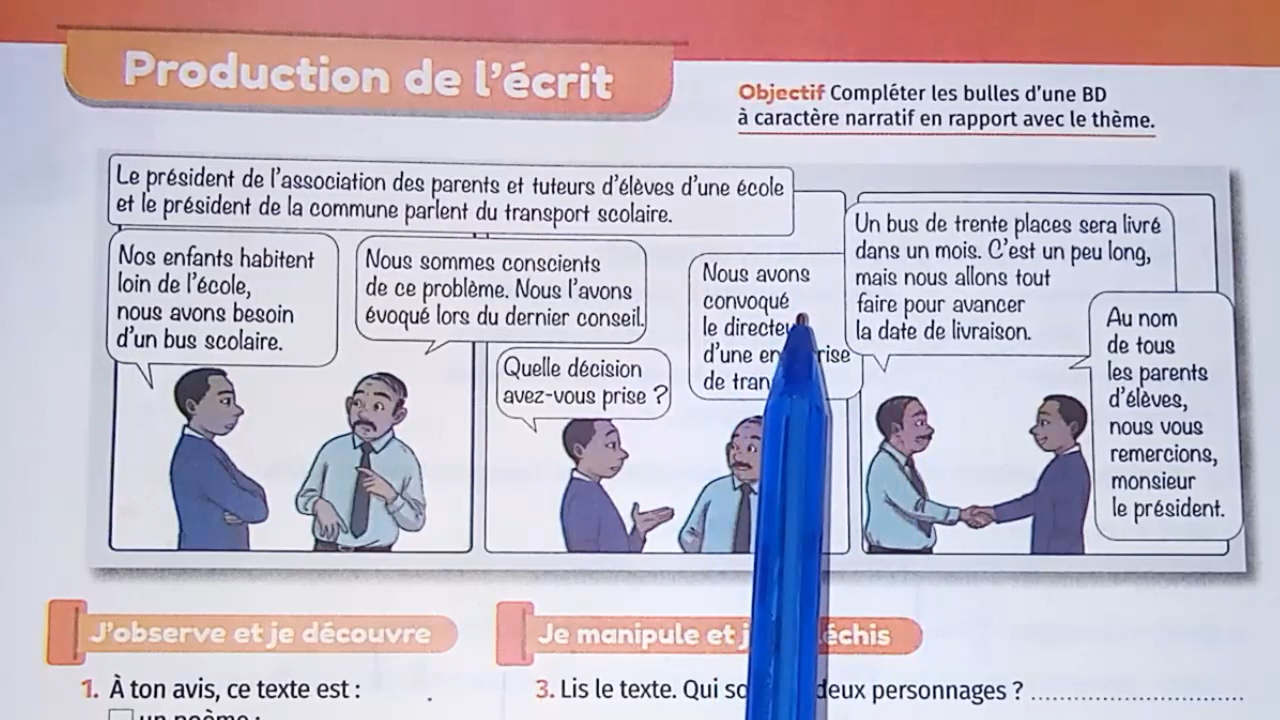 Production de l'écrit
Objectif Compléter les bulles d'une BD
à caractère narratif en rapport avec le thème.
Le président de l'association des parents et tuteurs d'élèves d'une école
et le président de la commune parlent du transport scolaire.
Nos enfants habitent
loin de l'école,
nous avons besoin
d'un bus scolaire.
Nous sommes conscients
de ce problème. Nous l'avons
évoqué lors du dernier conseil.
Quelle décision
avez-vous prise ?
Nous avons
convoqué
le
d'une
de
Un bus de trente places sera livré
dans un mois. C'est un peu long,
mais nous allons tout
faire pour avancer
la date de livraison.
Au nom
de tous
les parents
d'élèves,
nous vous
remercions,
monsieur
le président.
J'observe et je découvre
1. À ton avis, ce texte est :
un poème ;
Je manipule et
3. Lis le texte. Qui deux personnages ?